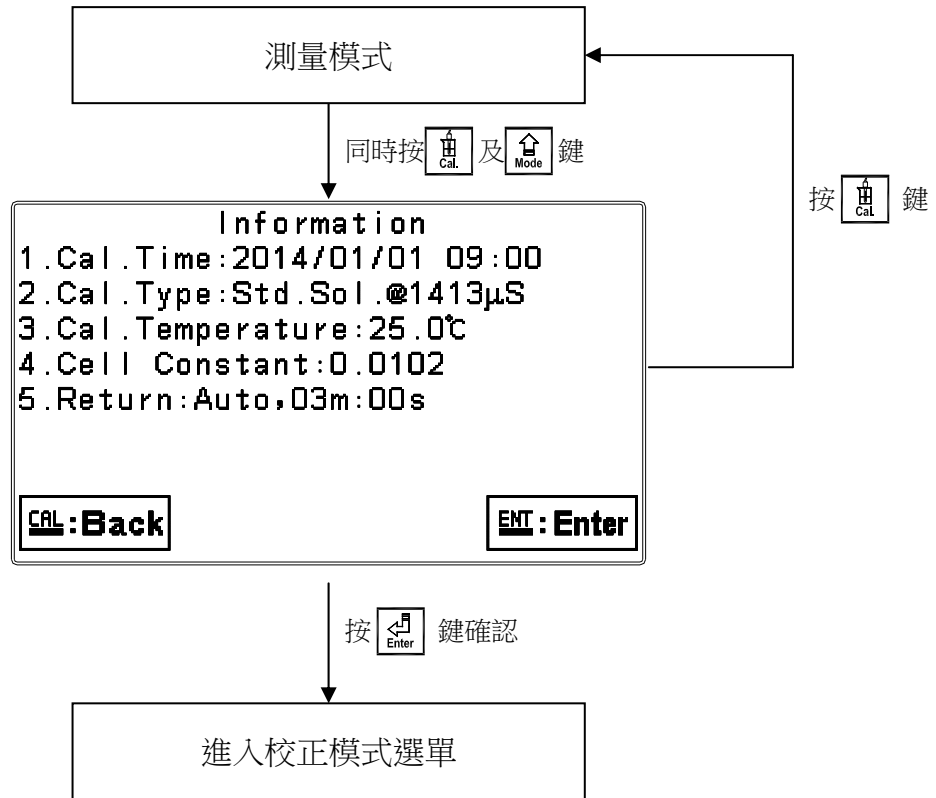 測量模式
同時按 Cal. 及 Mode 鍵
按 Cal. 鍵
Information
1.Cal.Time:2014/01/01 09:00
2.Cal.Type:Std.Sol.@1413μS
3.Cal.Temperature:25.0℃
4.Cell Constant:0.0102
5.Return:Auto,03m:00s
CAL:Back
ENT:Enter
按 Enter 鍵確認
進入校正模式選單